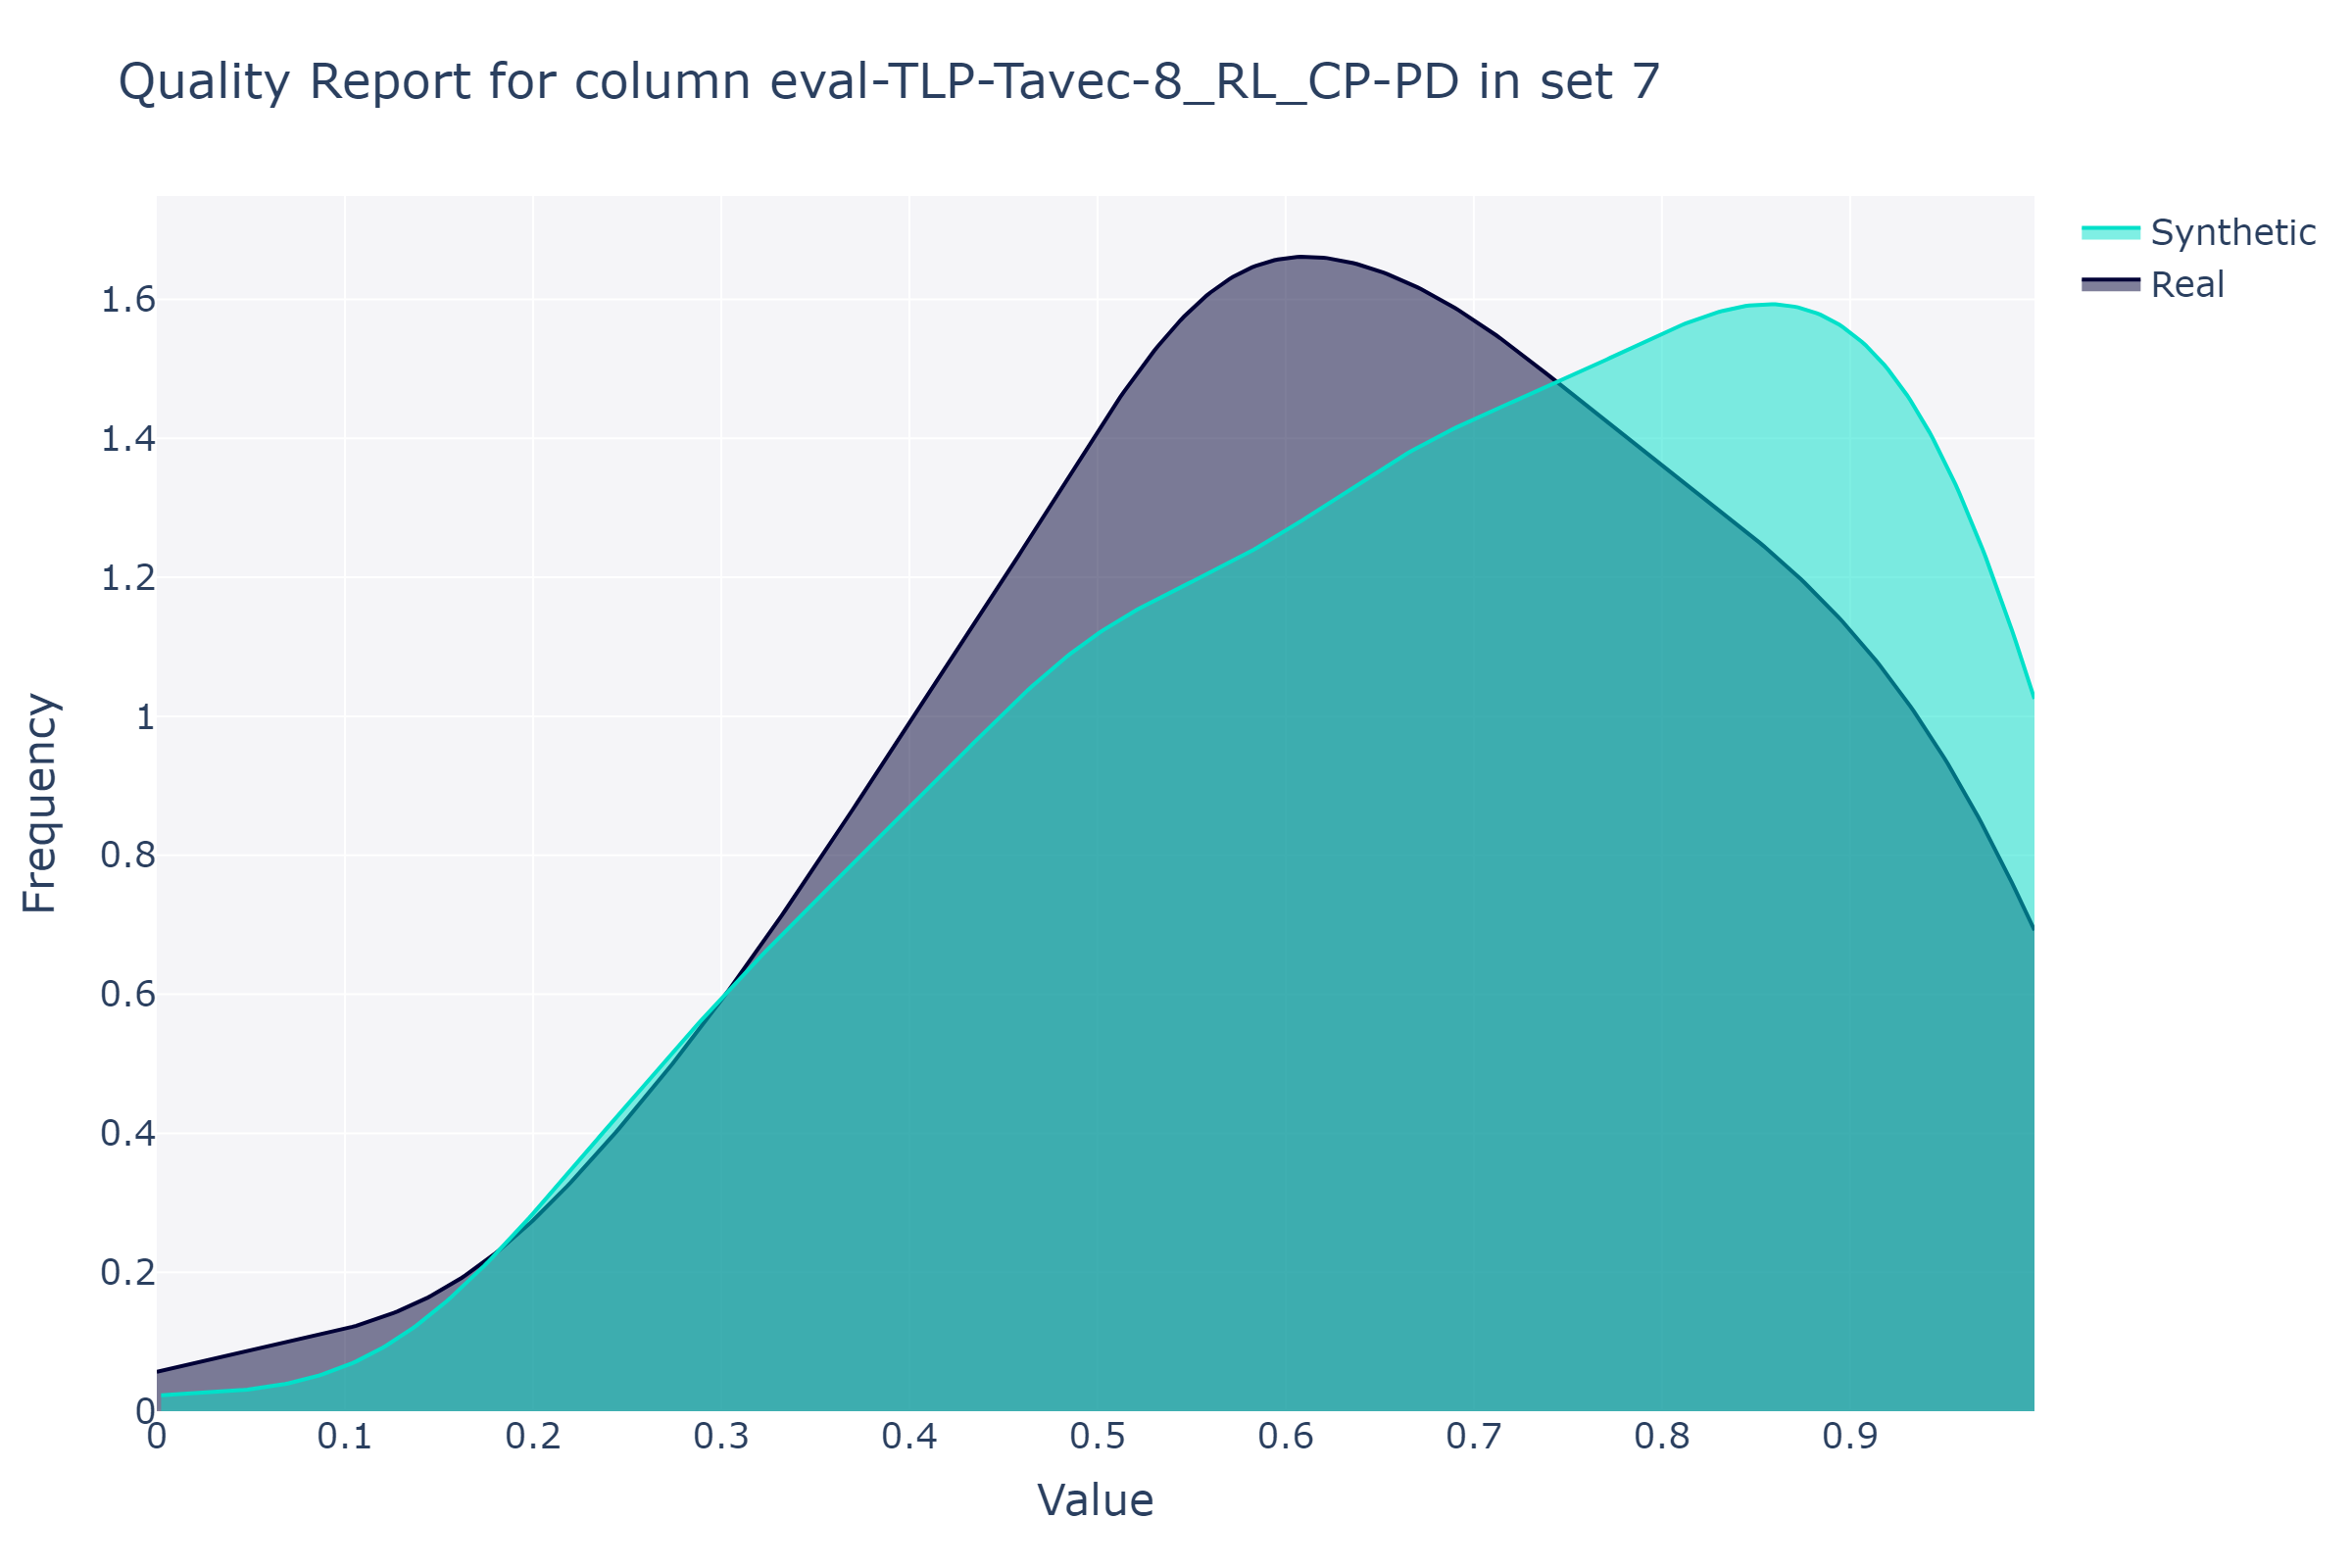 Quality Report for column eval-TLP-Tavec-8_RL_CP-PD in set 7
Synthetic
Real
Frequency
1.6
1.4
1.2
1
0.8
0.6
0.4
0.2
0
0 0.1 0.2 0.3 0.4 0.5 0.6 0.7 0.8 0.9
Value